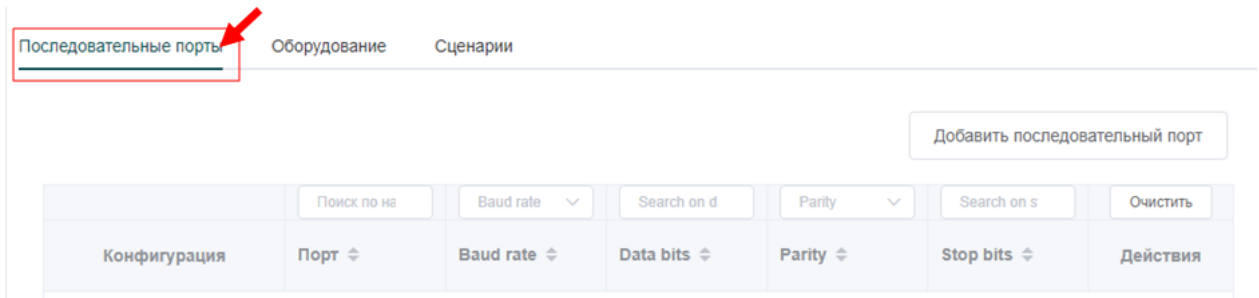 Последовательные порты Оборудование Сценарии
Добавить последовательный порт
Поиск по на Baud rate Search on d Parity Search on s Очистить
Конфигурация Порт Baud rate Data bits Parity Stop bits Действия